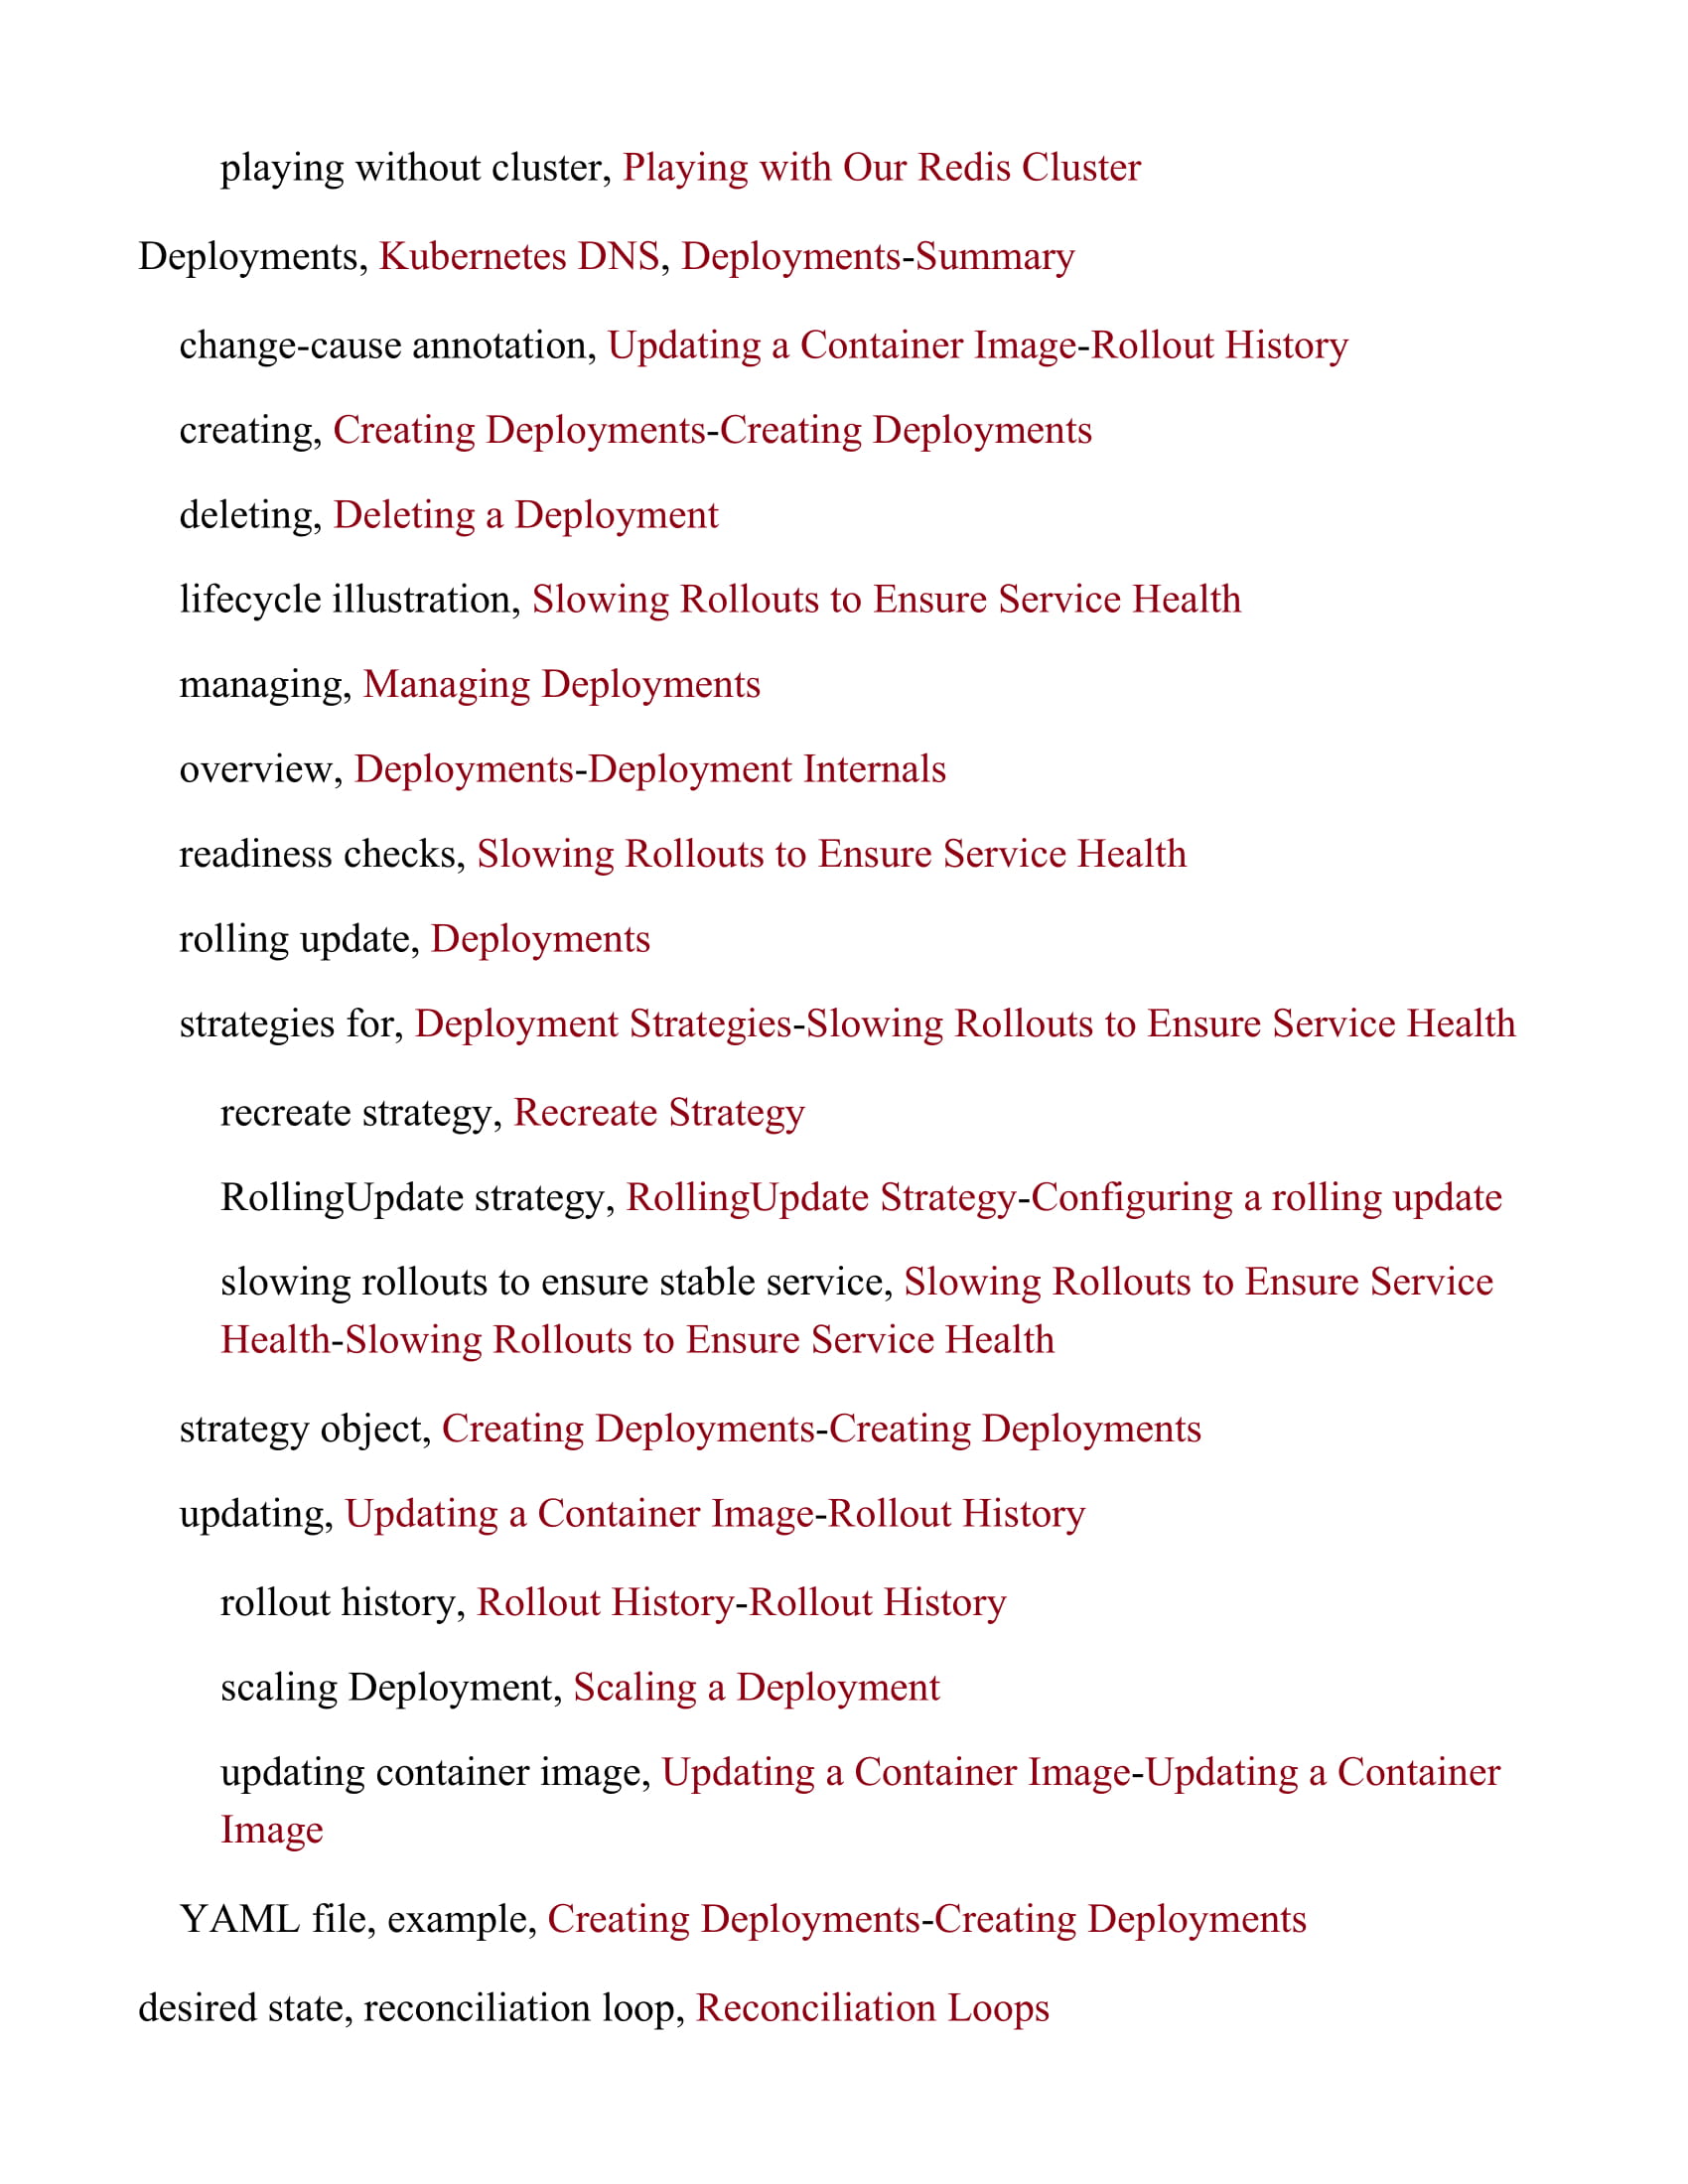 playing without cluster, Playing with Our Redis Cluster
Deployments, Kubernetes DNS, Deployments-Summary
change-cause annotation, Updating a Container Image-Rollout History
creating, Creating Deployments-Creating Deployments
deleting, Deleting a Deployment
lifecycle illustration, Slowing Rollouts to Ensure Service Health
managing, Managing Deployments
overview, Deployments-Deployment Internals
readiness checks, Slowing Rollouts to Ensure Service Health
rolling update, Deployments
strategies for, Deployment Strategies-Slowing Rollouts to Ensure Service Health
recreate strategy, Recreate Strategy
RollingUpdate strategy, RollingUpdate Strategy-Configuring a rolling update
slowing rollouts to ensure stable service, Slowing Rollouts to Ensure Service
Health-Slowing Rollouts to Ensure Service Health
strategy object, Creating Deployments-Creating Deployments
updating, Updating a Container Image-Rollout History
rollout history, Rollout History-Rollout History
scaling Deployment, Scaling a Deployment
updating container image, Updating a Container Image-Updating a Container
Image
YAML file, example, Creating Deployments-Creating Deployments
desired state, reconciliation loop, Reconciliation Loops